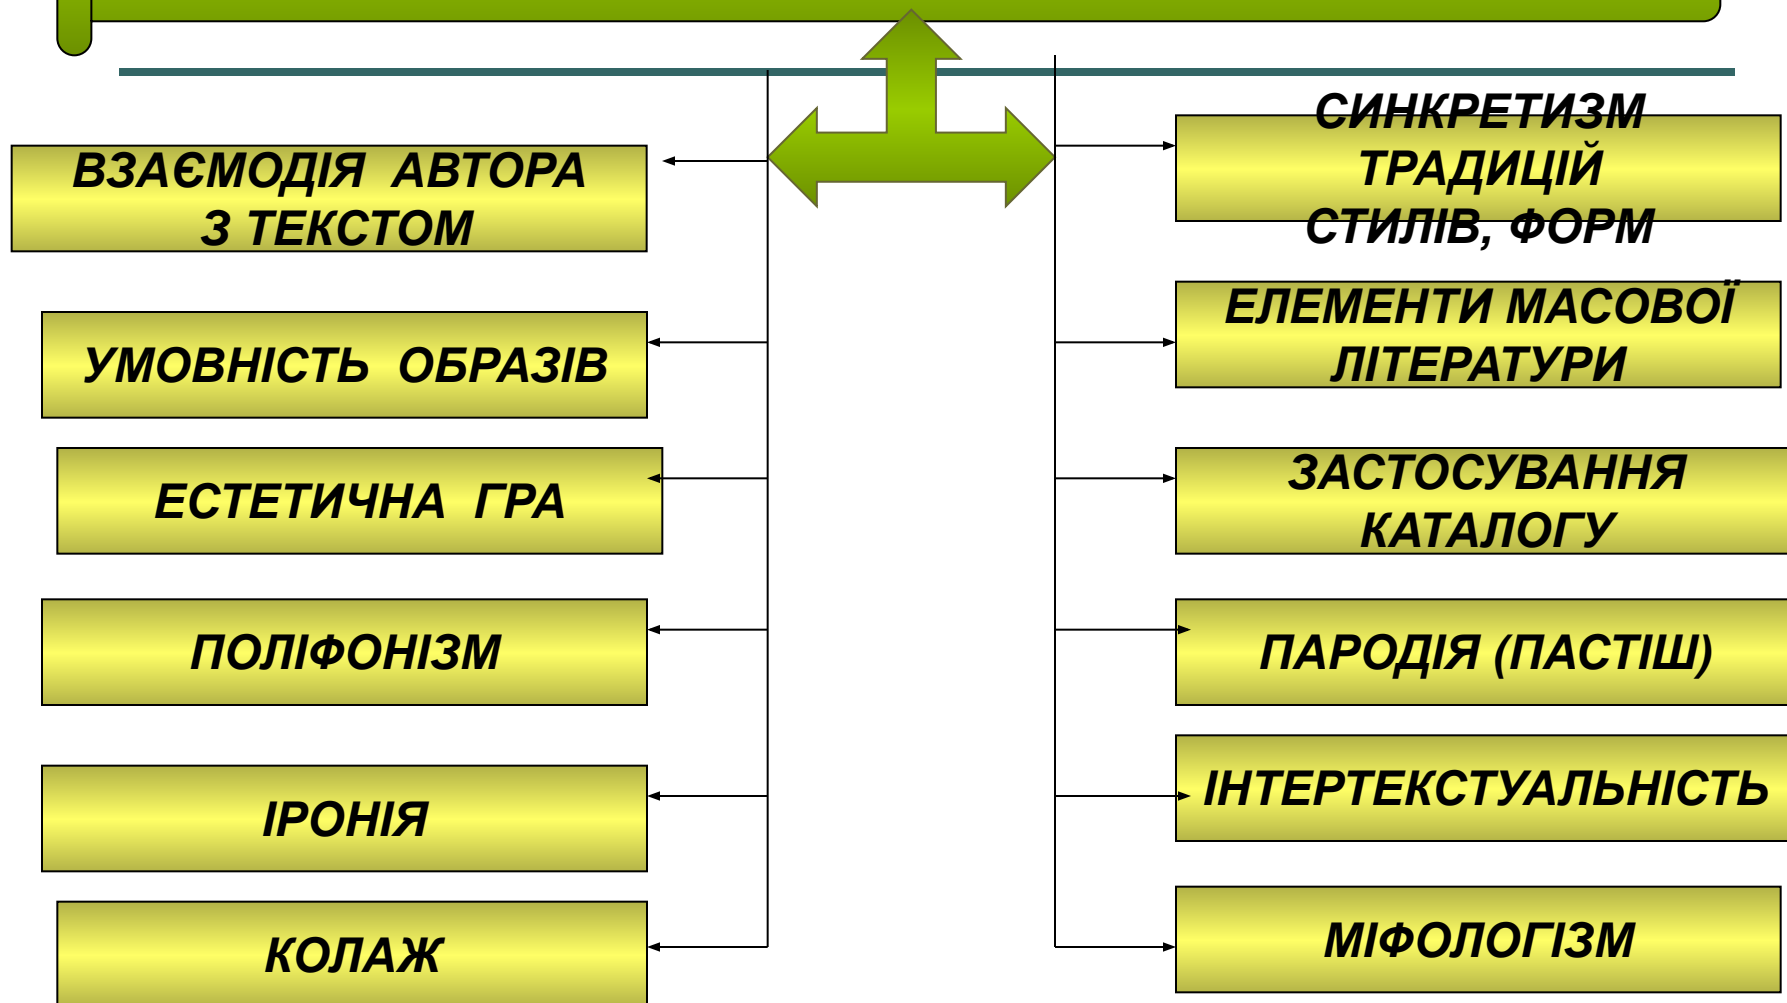 ВЗАЄМОДІЯ АВТОРА
З ТЕКСТОМ
УМОВНІСТЬ ОБРАЗІВ
ЕСТЕТИЧНА ГРА
ПОЛІФОНІЗМ
ІРОНІЯ
КОЛАЖ
СИНКРЕТИЗМ
ТРАДИЦІЙ
СТИЛІВ, ФОРМ
ЕЛЕМЕНТИ МАСОВОЇ
ЛІТЕРАТУРИ
ЗАСТОСУВАННЯ
КАТАЛОГУ
ПАРОДІЯ (ПАСТІШ)
ІНТЕРТЕКСТУАЛЬНІСТЬ
МІФОЛОГІЗМ